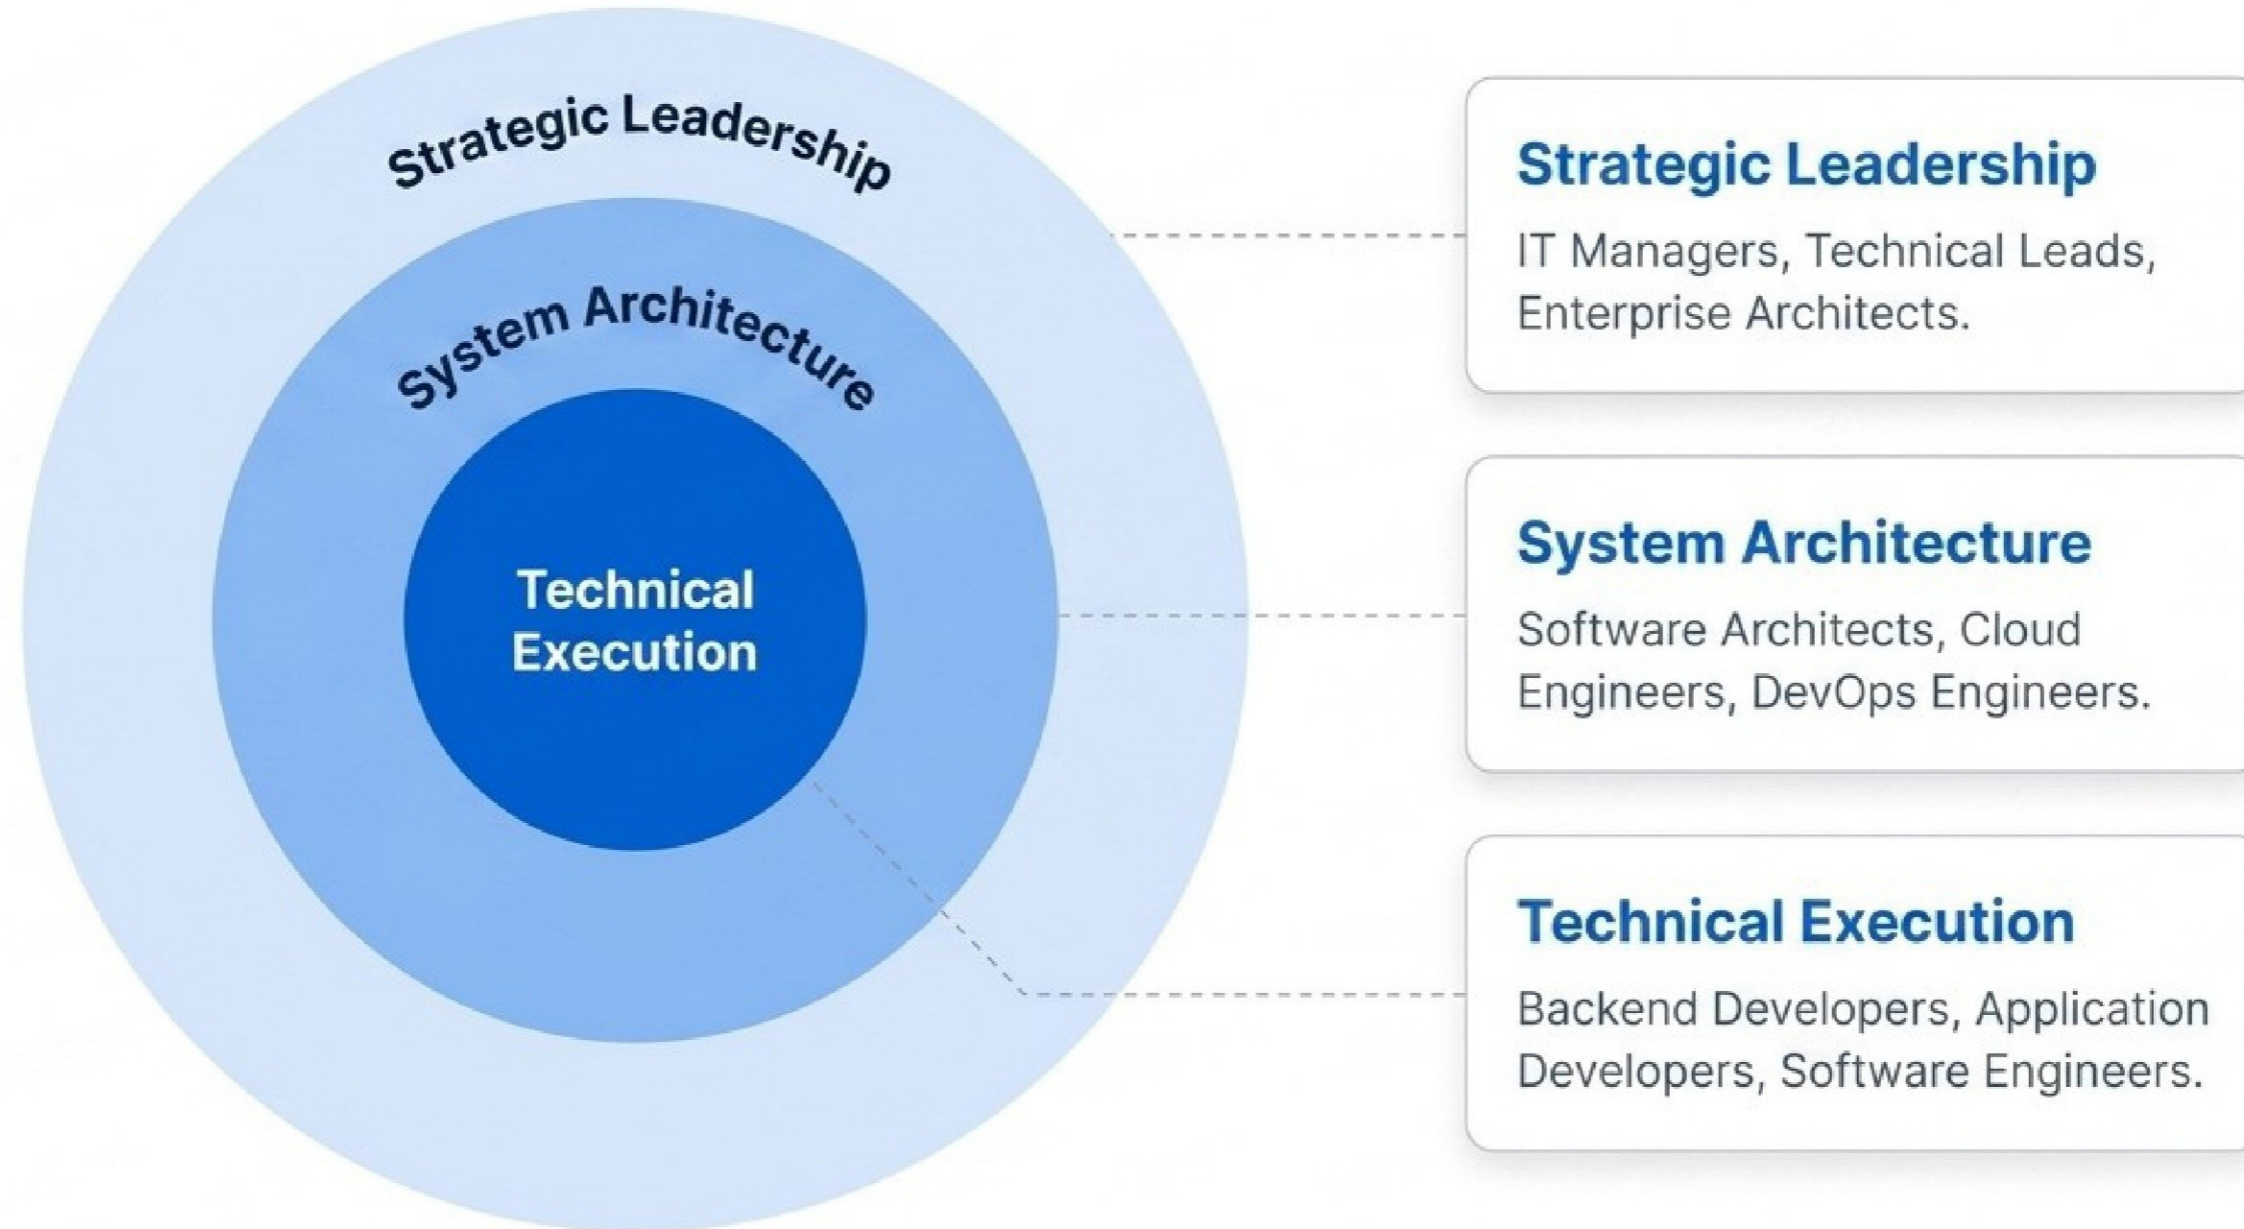 Strategic Leadership
System Architecture
Technical
Execution
Strategic Leadership
IT Managers, Technical Leads,
Enterprise Architects.
System Architecture
Software Architects, Cloud
Engineers, DevOps Engineers.
Technical Execution
Backend Developers, Application
Developers, Software Engineers.